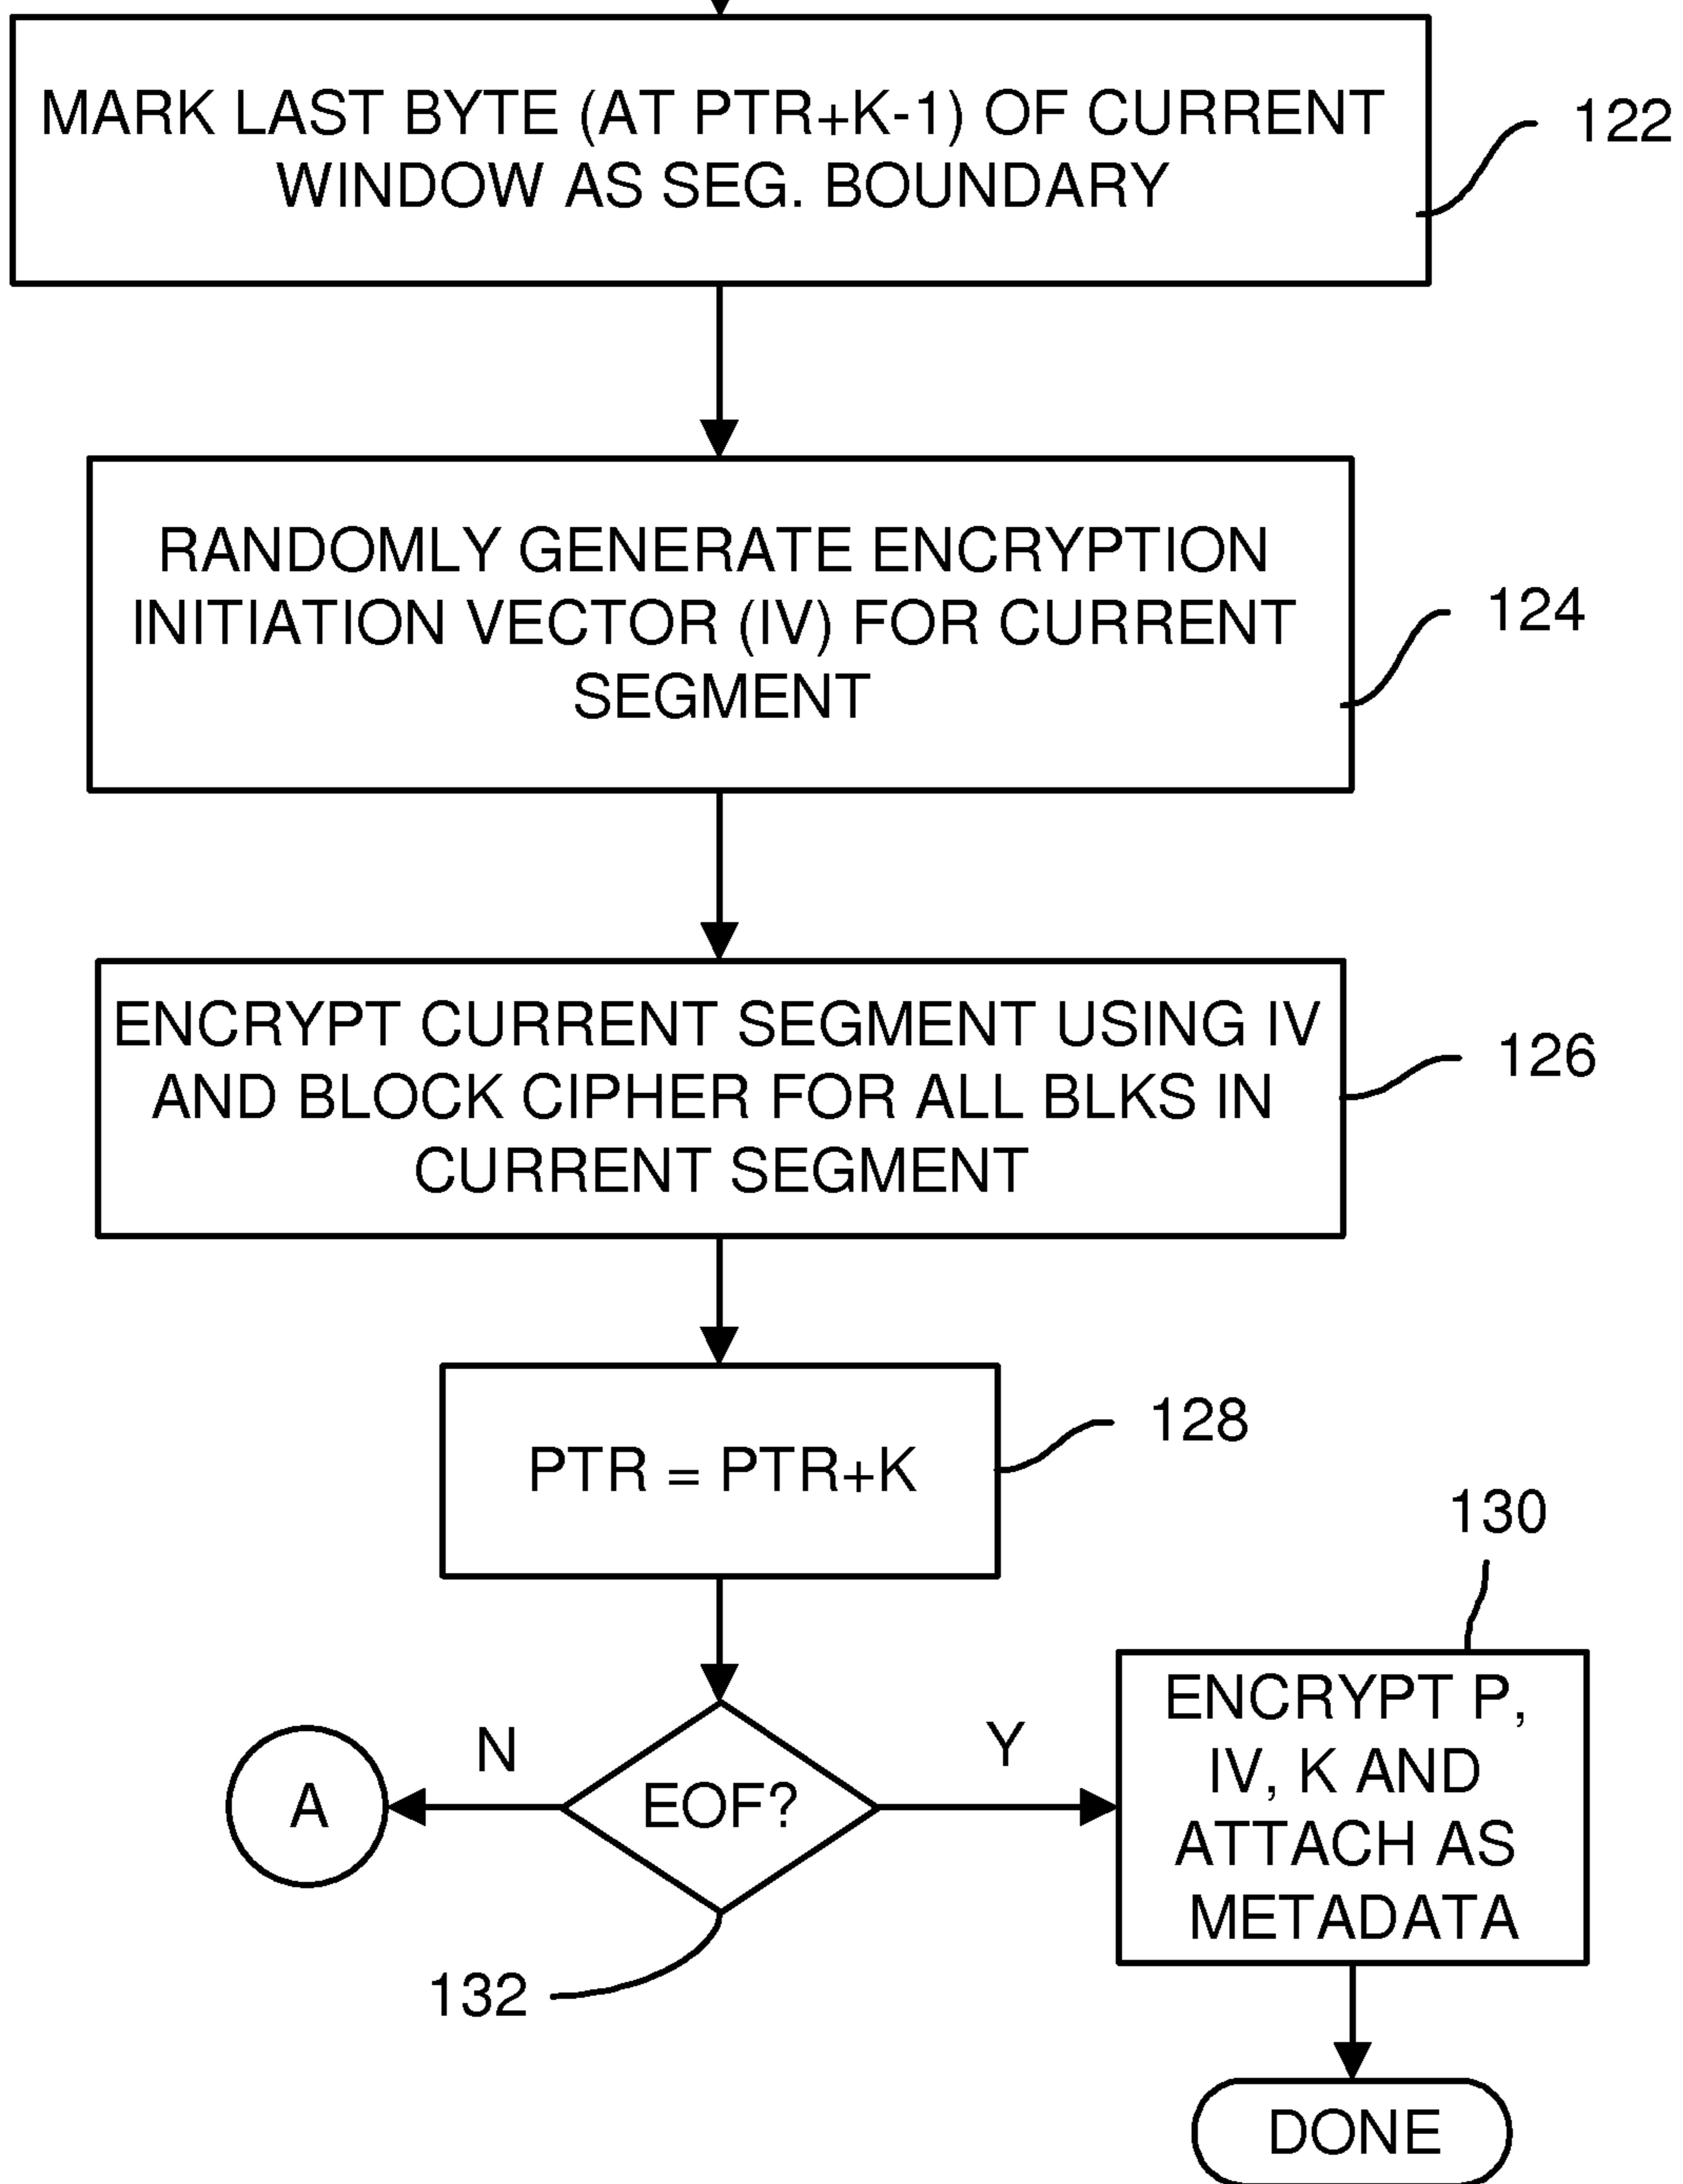 MARK LAST BYTE (AT PTR+K-1) OF CURRENT
WINDOW AS SEG. BOUNDARY
122
RANDOMLY GENERATE ENCRYPTION
INITIATION VECTOR (IV) FOR CURRENT
SEGMENT
124
ENCRYPT CURRENT SEGMENT USING IV
AND BLOCK CIPHER FOR ALL BLKS IN
CURRENT SEGMENT
126
PTR = PTR+K
128
130
ENCRYPT P,
IV, K AND
ATTACH AS
METADATA
N
Y
A
EOF?
132
DONE